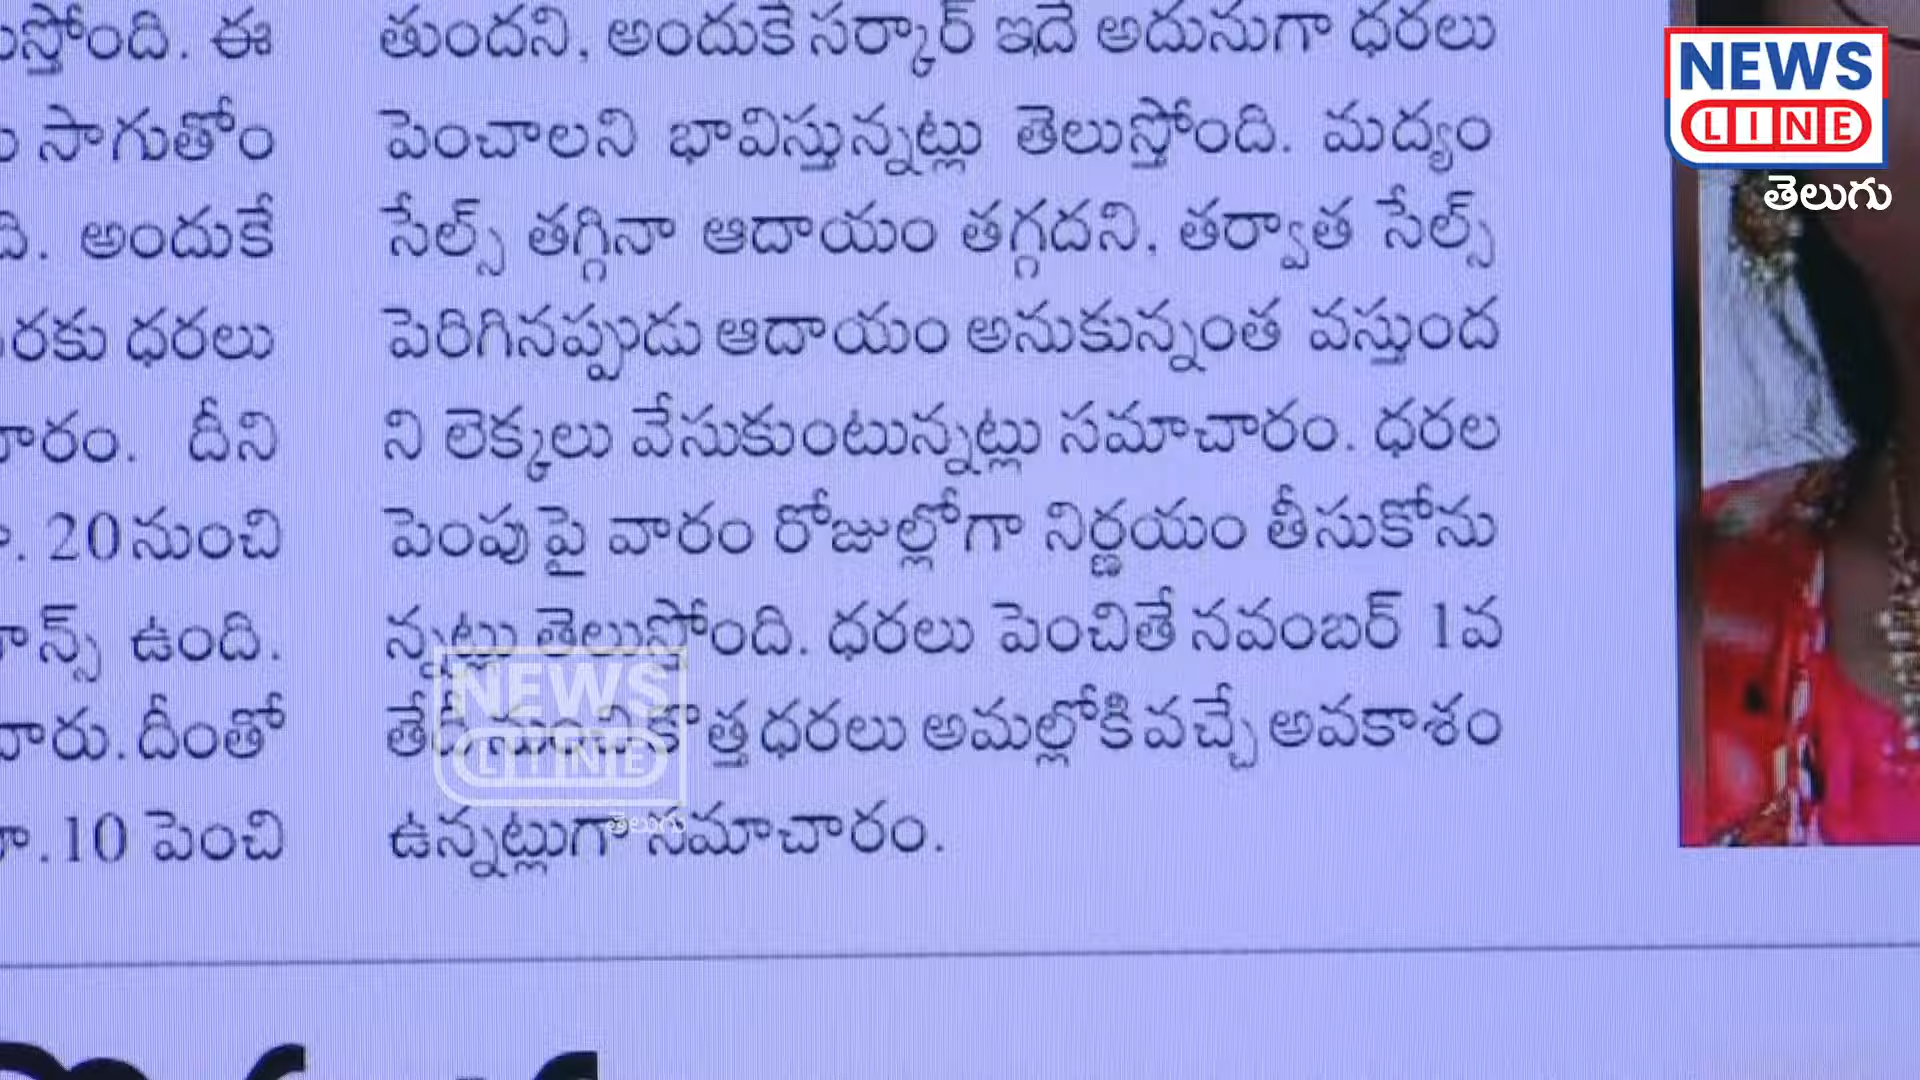 స్తోంది. ఈ
సాగుతోం
ది. అందుకే
రకు ధరలు
చారం. దీని
. 20 నుంచి
న్స్ ఉంది.
చారు. దీంతో
.10 పెంచి
తుందని, అందుకే సర్కార్ ఇదే అదునుగా ధరలు
పెంచాలని భావిస్తున్నట్లు తెలుస్తోంది. మద్యం
సేల్స్ తగ్గినా ఆదాయం తగ్గదని, తర్వాత సేల్స్
పెరిగినప్పుడు ఆదాయం అనుకున్నంత వస్తుంద
ని లెక్కలు వేసుకుంటున్నట్లు సమాచారం. ధరల
పెంపుపై వారం రోజుల్లోగా నిర్ణయం తీసుకోను
న్నట్లు తెలుస్తోంది. ధరలు పెంచితే నవంబర్ 1వ
తేదీ నుంచి కొత్త ధరలు అమల్లోకి వచ్చే అవకాశం
ఉన్నట్లుగా సమాచారం.
NEWS
LINE
తెలుగు
NEWS
LINE
తెలుగు